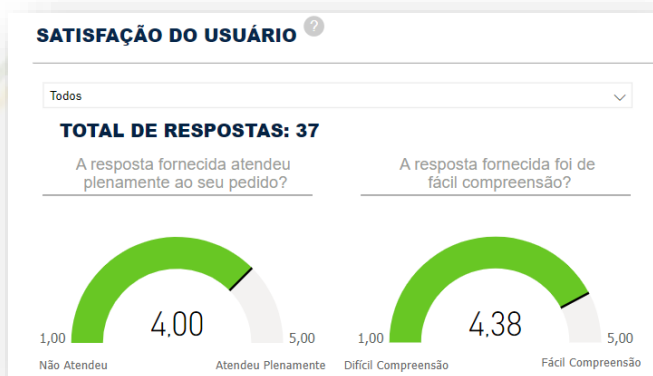 SATISFAÇÃO DO USUÁRIO ?
Todos
TOTAL DE RESPOSTAS: 37
A resposta fornecida atendeu
plenamente ao seu pedido?
4,00
1,00
5,00
Não Atendeu
Atendeu Plenamente
A resposta fornecida foi de
fácil compreensão?
4,38
1,00
5,00
Difícil Compreensão
Fácil Compreensão